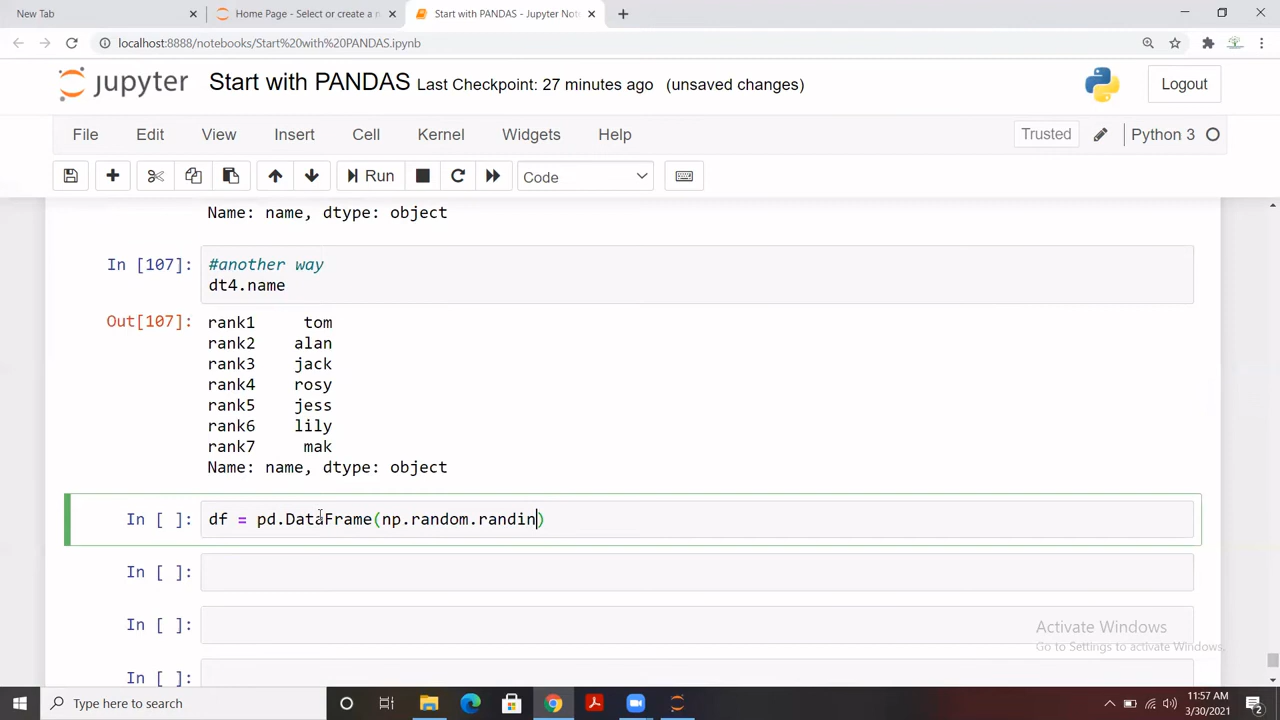 New Tab
Home Page - Select or create a n
Start with PANDAS - Jupyter Not
localhost:8888/notebooks/Start%20with%20PANDAS.ipynb
jupyter Start with PANDAS Last Checkpoint: 27 minutes ago (unsaved changes)
Logout
File Edit View Insert Cell Kernel Widgets Help
Trusted Python 3
Run Code
Name: name, dtype: object
In [107]: #another way
dt4.name
Out[107]: rank1 tom
rank2 alan
rank3 jack
rank4 rosy
rank5 jess
rank6 lily
rank7 mak
Name: name, dtype: object
In [ ]: df = pd.DataFrame(np.random.randin)
In [ ]:
In [ ]:
In [ ]:
Activate Windows
Go to Settings to activate Windows.
Type here to search
11:57 AM
3/30/2021
2